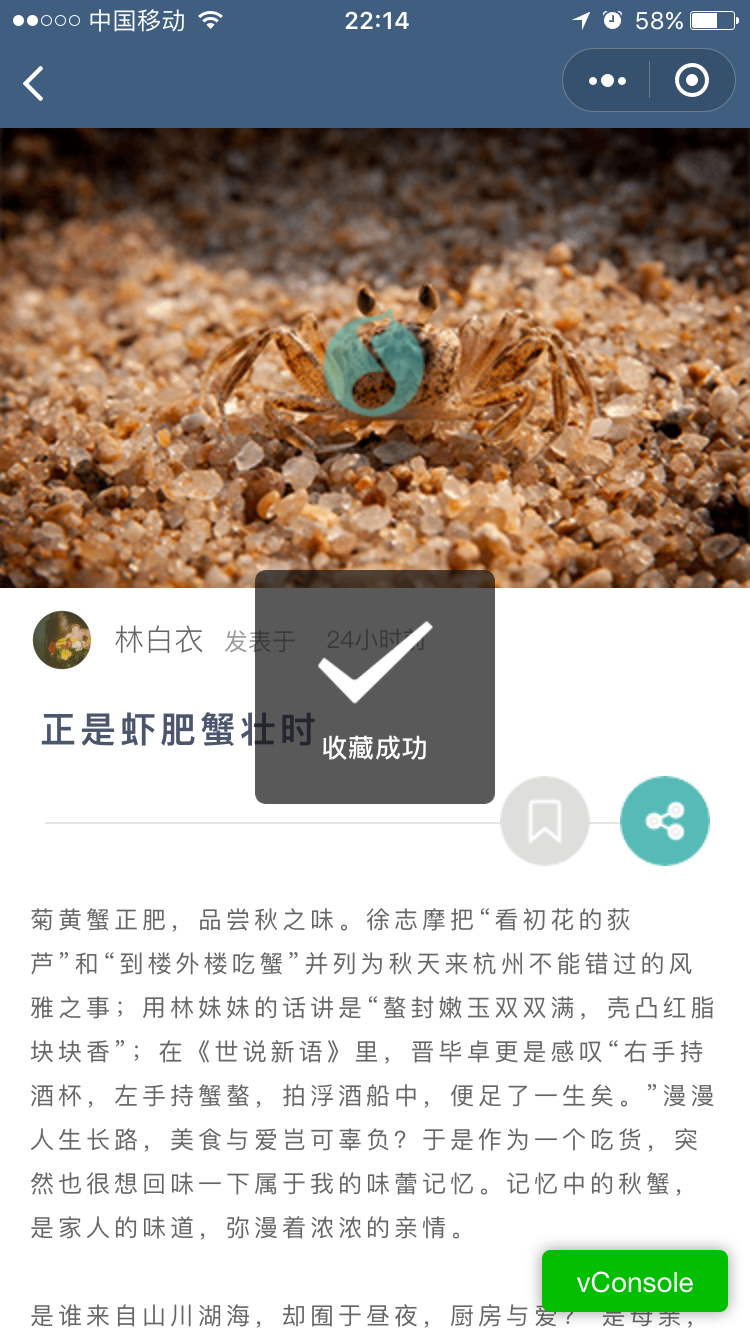 中国移动
22:14
58%
林白衣 发表于 24小时前
正是虾肥蟹壮时
收藏成功
菊黄蟹正肥，品尝秋之味。徐志摩把“看初花的荻
芦”和“到楼外楼吃蟹”并列为秋天来杭州不能错过的风
雅之事；用林妹妹的话讲是“螯封嫩玉双双满，壳凸红脂
块块香”；在《世说新语》里，晋毕卓更是感叹“右手持
酒杯，左手持蟹螯，拍浮酒船中，便足了一生矣。”漫漫
人生长路，美食与爱岂可辜负？于是作为一个吃货，突
然也很想回味一下属于我的味蕾记忆。记忆中的秋蟹，
是家人的味道，弥漫着浓浓的亲情。
是谁来自山川湖海，却囿于昼夜，厨房与爱？ 是母亲，
vConsole